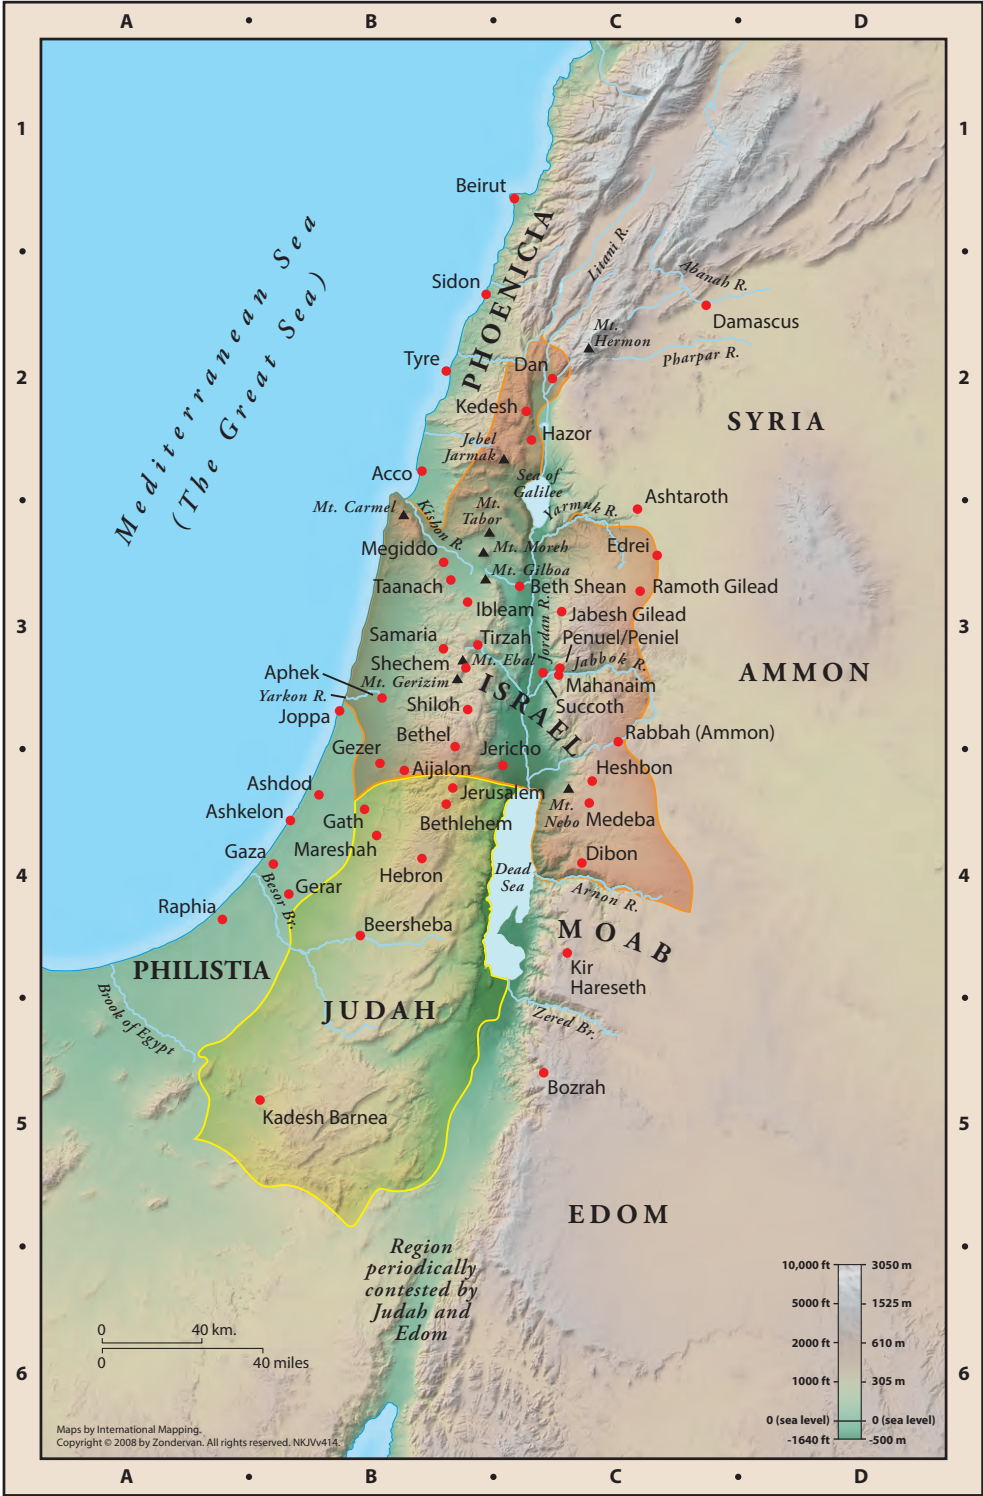 A
B
C
D
1
Beirut
Mediterranean Sea
(The Great Sea)
PHOENICIA
Litani R.
Abanah R.
Sidon
Damascus
Mt.
Hermon
Pharpar R.
Tyre
Dan
2
2
1
Kedesh
SYRIA
Hazor
Jebel
Jarmak
Acco
Sea of
Galilee
Ashtaroth
Mt. Carmel
Kishon R.
Mt.
Tabor
Yarmuk R.
Edrei
Megiddo
Mt. Moreh
Mt. Gilboa
Taanach
Beth Shean
Ramoth Gilead
Ibleam
Jabesh Gilead
Jordan R.
3
3
Samaria
Tirzah
Penuel/Peniel
Shechem
Mt. Ebal
Jabbok R.
Aphek
Mt. Gerizim
Mahanaim
AMMON
Yarkon R.
ISRAEL
Succoth
Joppa
Shiloh
Bethel
Rabbah (Ammon)
Gezer
Jericho
Aijalon
Heshbon
Ashdod
Jerusalem
Mt.
Nebo
Ashkelon
Gath
Bethlehem
Medeba
Mareshah
Gaza
Dibon
4
4
Hebron
Dead
Sea
Gerar
Besor Br.
Arnon R.
Raphia
Beersheba
MOAB
PHILISTIA
Kir
Hareseth
Brook of Egypt
JUDAH
Zered Br.
Bozrah
Kadesh Barnea
5
5
EDOM
Region
periodically
contested by
Judah and
Edom
10,000 ft
3050 m
5000 ft
1525 m
2000 ft
610 m
1000 ft
305 m
0 (sea level)
0 (sea level)
-1640 ft
-500 m
0
40 km.
0
40 miles
6
6
Maps by International Mapping.
Copyright © 2008 by Zondervan. All rights reserved. NKJVv414.
A
B
C
D